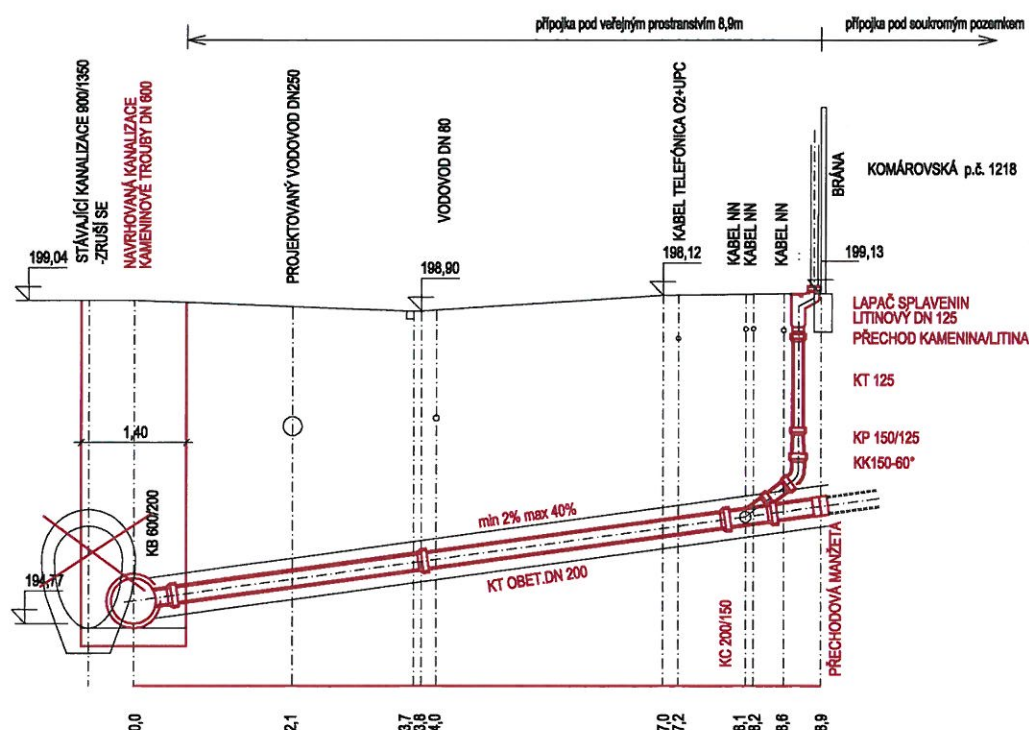 přípojka pod veřejným prostranstvím 8,9m
přípojka pod soukromým pozemkem
STÁVAJÍCÍ KANALIZACE 900/1350
-ZRUŠÍ SE
NAVRHOVANÁ KANALIZACE
KAMENINOVÉ TROUBY DN 600
PROJEKTOVANÝ VODOVOD DN250
VODOVOD DN 80
KABEL TELEFÓNICA O2+UPC
KABEL NN
KABEL NN
KABEL NN
BRÁNA
KOMÁROVSKÁ p.č. 1218
199,04
198,90
198,12
199,13
LAPAČ SPLAVENIN
LITINOVÝ DN 125
PŘECHOD KAMENINA/LITINA
KT 125
KP 150/125
KK150-60°
1,40
KB 600/200
min 2% max 40%
KT OBET.DN 200
194,77
KC 200/150
PŘECHODOVÁ MANŽETA
0,0
2,1
3,7
3,8
4,0
7,0
7,2
8,1
8,2
8,6
8,9